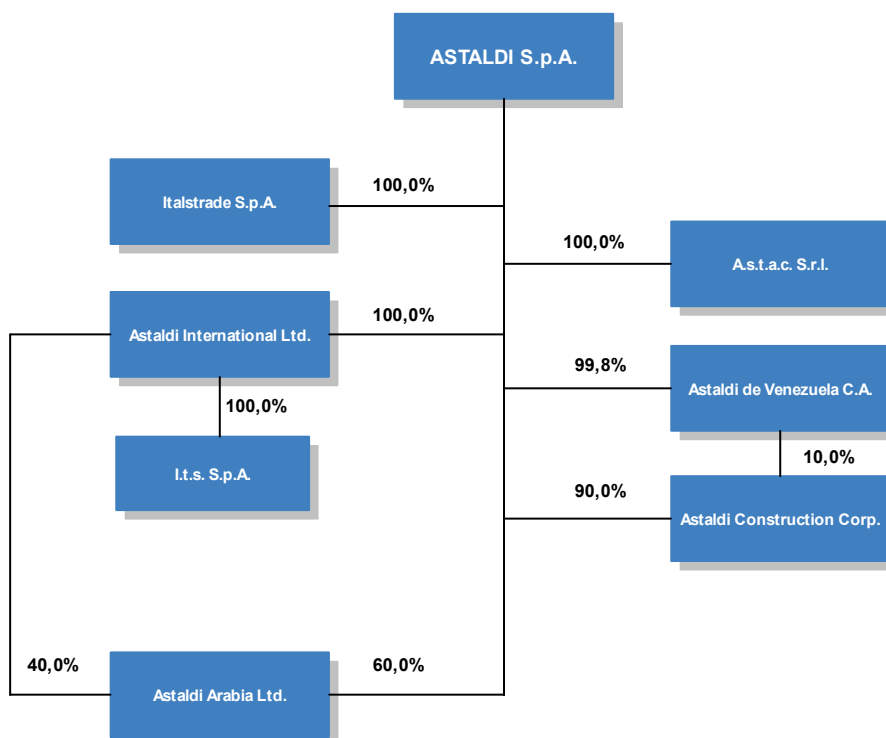 ASTALDI S.p.A.
100,0%
Italstrade S.p.A.
100,0%
A.s.t.a.c. S.r.l.
100,0%
Astaldi International Ltd.
99,8%
Astaldi de Venezuela C.A.
100,0%
10,0%
I.t.s. S.p.A.
90,0%
Astaldi Construction Corp.
40,0%
60,0%
Astaldi Arabia Ltd.